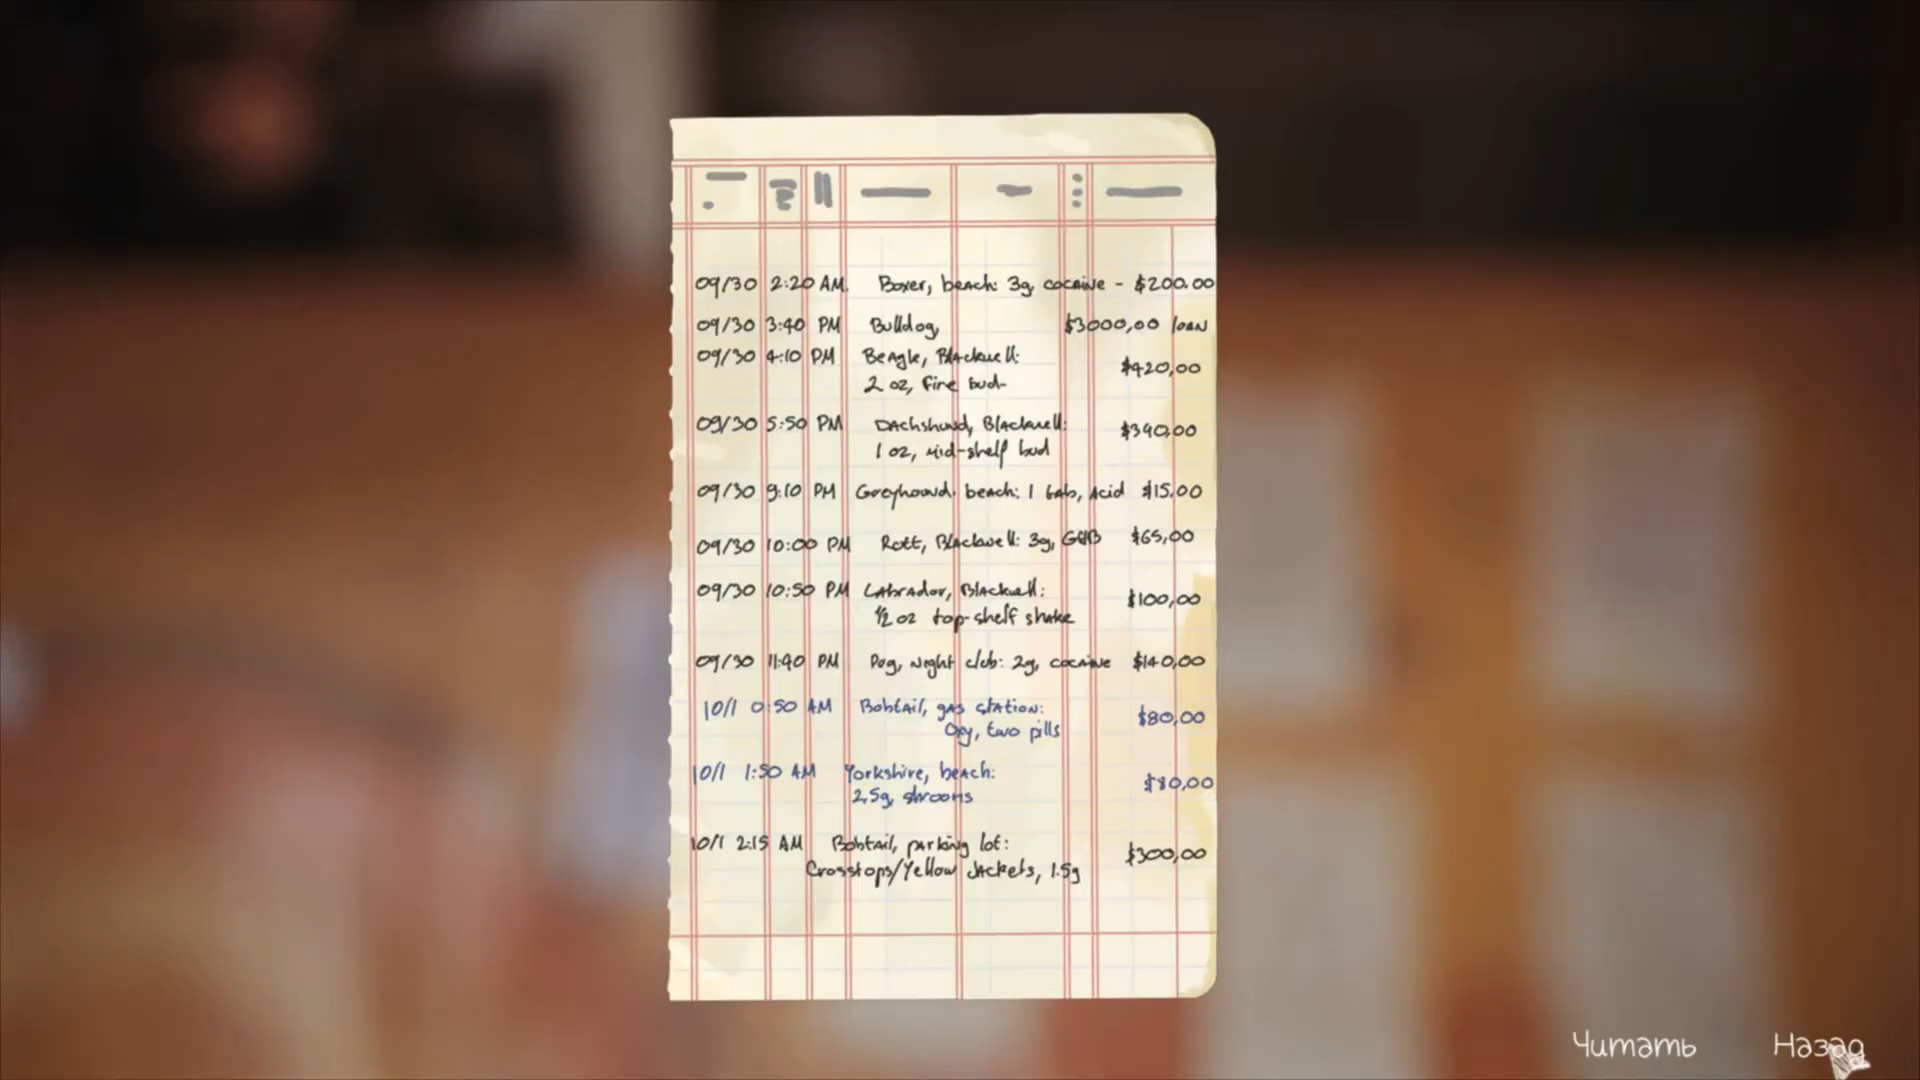 09/30 2:20 AM. Boxer, beach: 3g, cocaine - $200.00
09/30 3:40 PM Bulldog, $3000,00 loan
09/30 4:10 PM Beagle, Blackwell:
2 oz, fine bud- $420,00
09/30 5:50 PM Dachshund, Blackwell:
1 oz, mid-shelf bud $390,00
09/30 9:10 PM Greyhound, beach: 1 tab, acid $15,00
09/30 10:00 PM Rott, Blackwell: 3g, GHB $65,00
09/30 10:50 PM Labrador, Blackwell:
1/2 oz top-shelf shake $100,00
09/30 11:40 PM Pog, night club: 2g, cocaine $140,00
10/1 0:50 AM Bobtail, gas station:
Oxy, two pills $80,00
10/1 1:50 AM Yorkshire, beach:
2,5g, shrooms $80,00
10/1 2:15 AM Bobtail, parking lot:
Crosstops/Yellow Jackets, 1.5g $300,00
Читать Назад